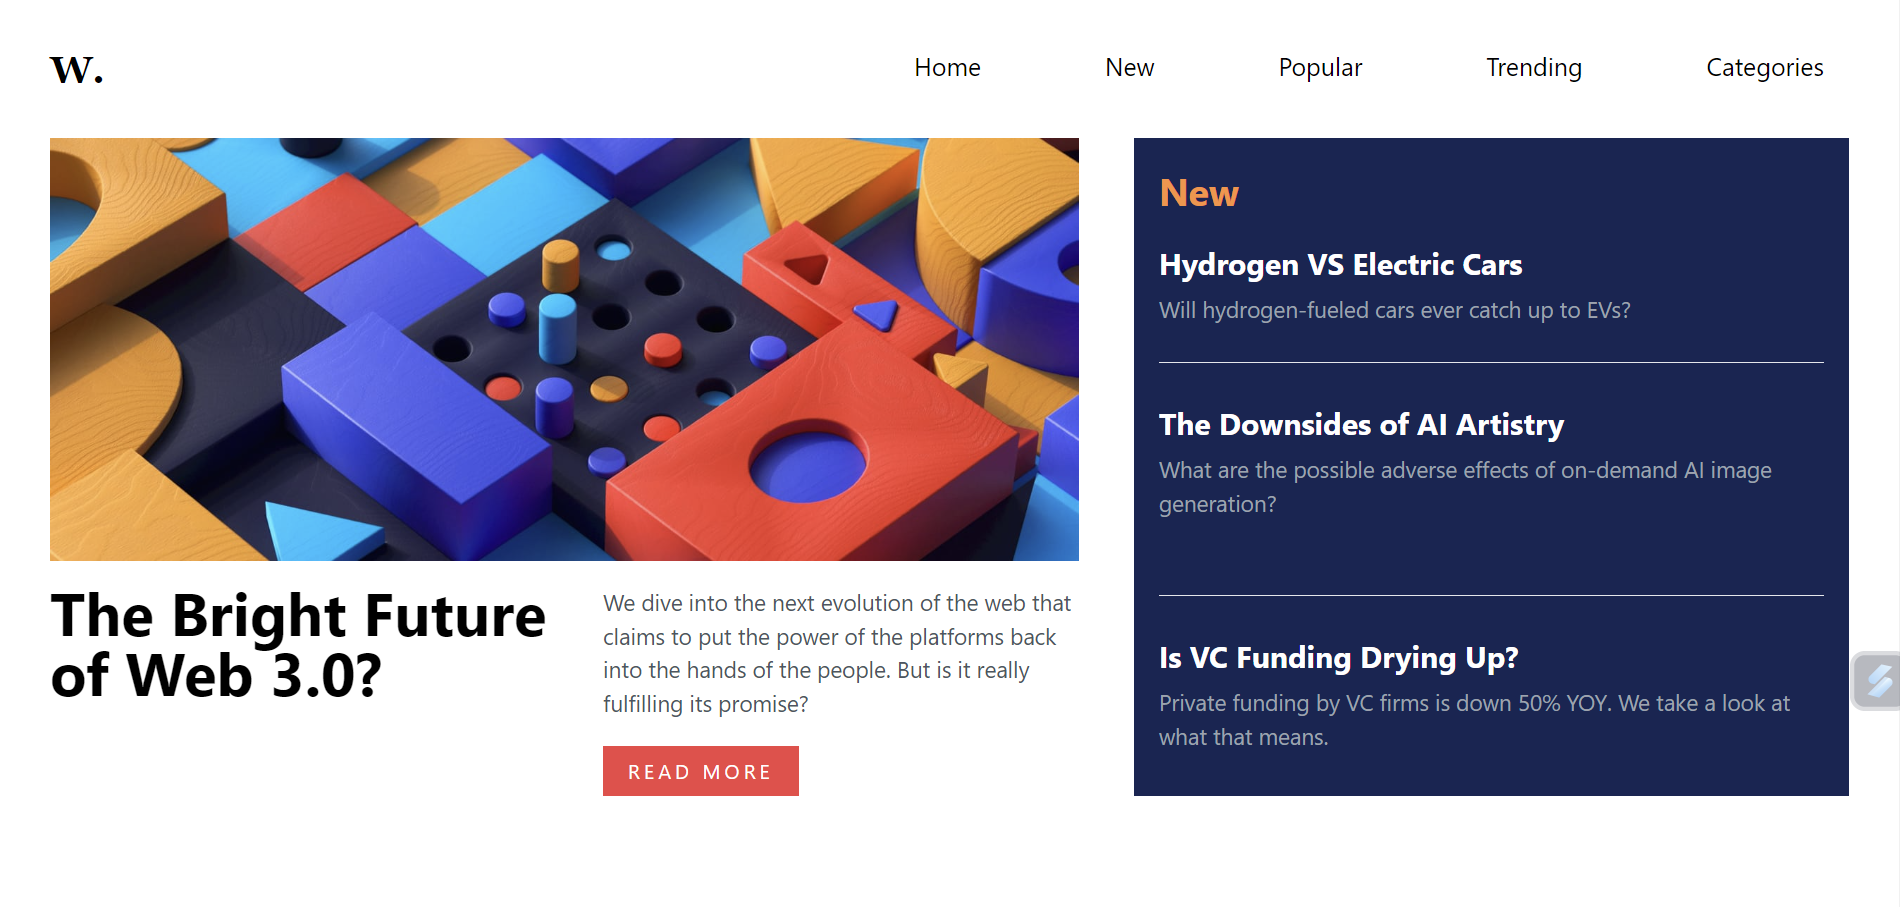 W.
Home
New
Popular
Trending
Categories
The Bright Future
of Web 3.0?
We dive into the next evolution of the web that
claims to put the power of the platforms back
into the hands of the people. But is it really
fulfilling its promise?
READ MORE
New
Hydrogen VS Electric Cars
Will hydrogen-fueled cars ever catch up to EVs?
The Downsides of AI Artistry
What are the possible adverse effects of on-demand AI image
generation?
Is VC Funding Drying Up?
Private funding by VC firms is down 50% YOY. We take a look at
what that means.